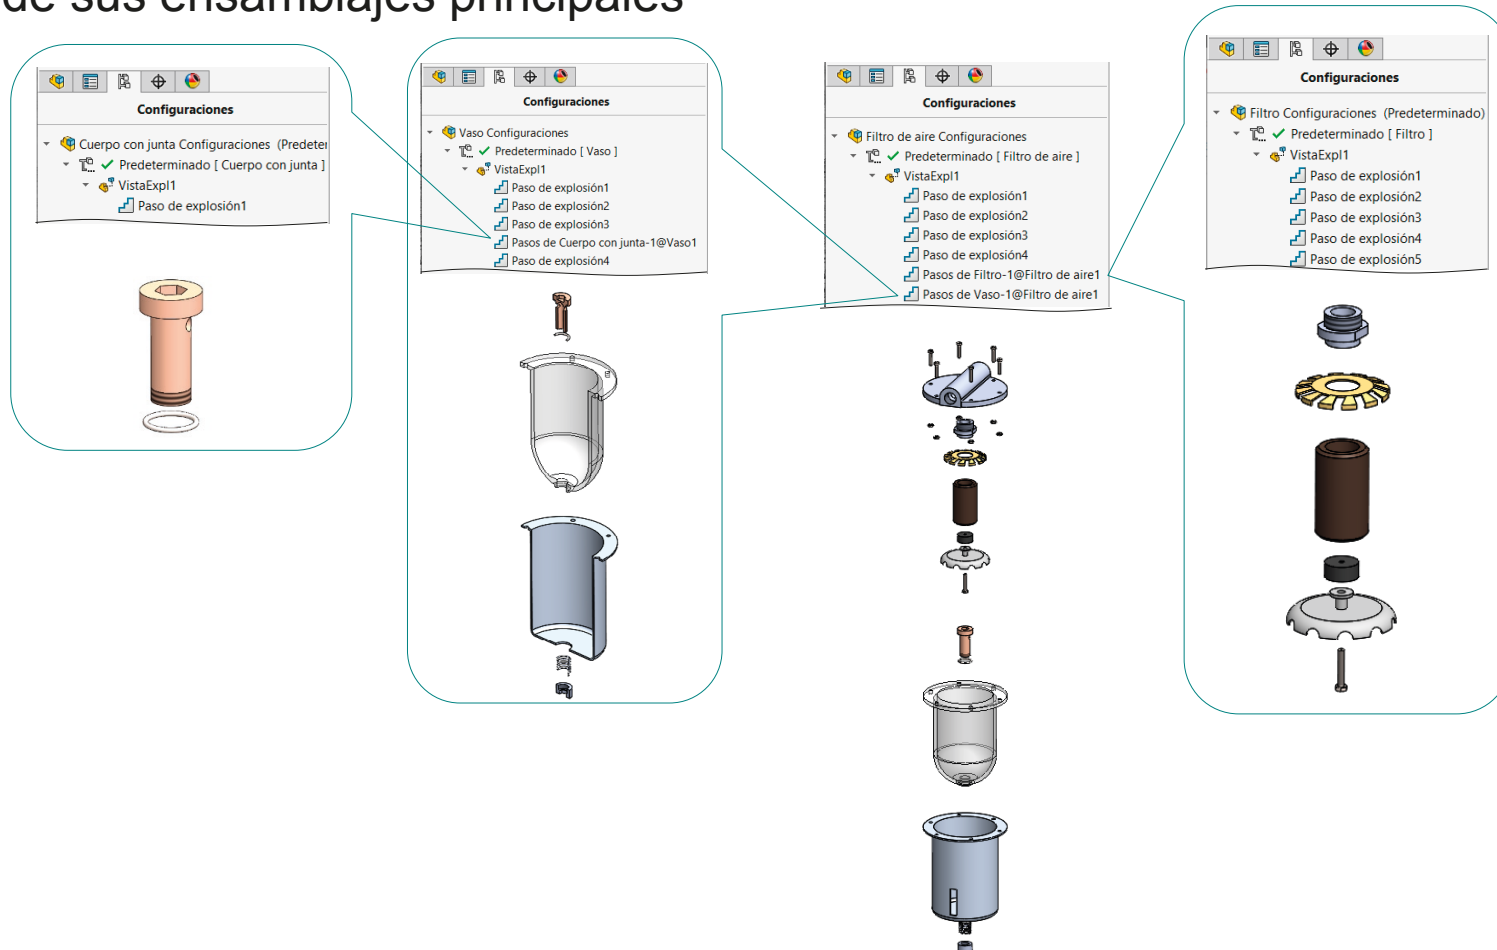 de sus ensamblajes principales
Configuraciones
Cuerpo con junta Configuraciones (Predeter
Predeterminado [ Cuerpo con junta ]
VistaExpl1
Paso de explosión1
Configuraciones
Vaso Configuraciones
Predeterminado [ Vaso ]
VistaExpl1
Paso de explosión1
Paso de explosión2
Paso de explosión3
Pasos de Cuerpo con junta-1@Vaso1
Paso de explosión4
Configuraciones
Filtro de aire Configuraciones
Predeterminado [ Filtro de aire ]
VistaExpl1
Paso de explosión1
Paso de explosión2
Paso de explosión3
Paso de explosión4
Pasos de Filtro-1@Filtro de aire1
Pasos de Vaso-1@Filtro de aire1
Configuraciones
Filtro Configuraciones (Predeterminado)
Predeterminado [ Filtro ]
VistaExpl1
Paso de explosión1
Paso de explosión2
Paso de explosión3
Paso de explosión4
Paso de explosión5